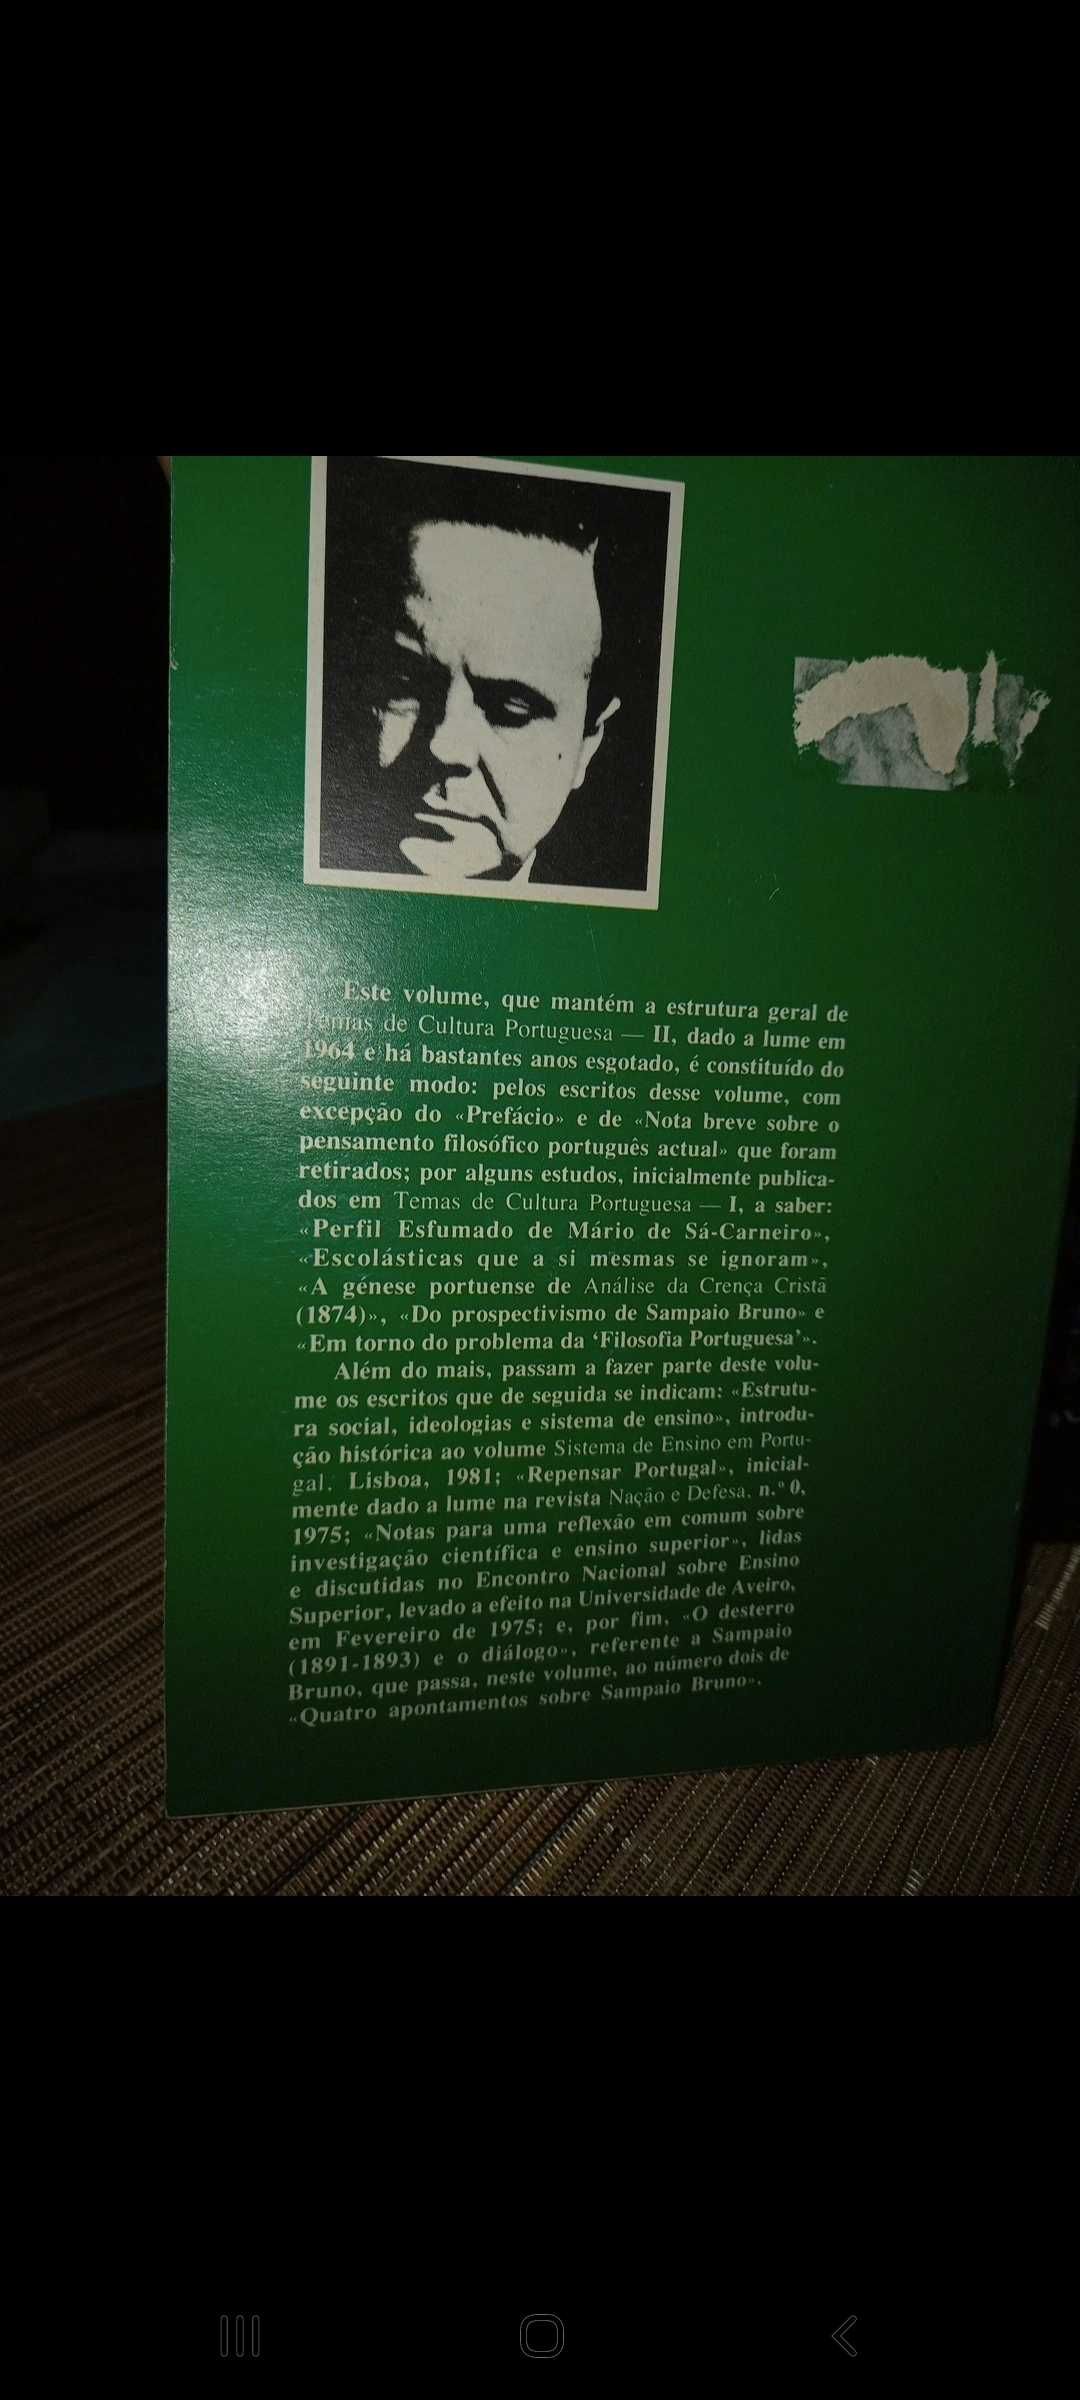 Este volume, que mantém a estrutura geral de
Temas de Cultura Portuguesa — II, dado a lume em
1964 e há bastantes anos esgotado, é constituído do
seguinte modo: pelos escritos desse volume, com
excepção do «Prefácio» e de «Nota breve sobre o
pensamento filosófico português actual» que foram
retirados; por alguns estudos, inicialmente publica-
dos em Temas de Cultura Portuguesa — I, a saber:
«Perfil Esfumado de Mário de Sá-Carneiro»,
«Escolásticas que a si mesmas se ignoram»,
«A génese portuense de Análise da Crença Cristã
(1874)», «Do prospectivismo de Sampaio Bruno» e
«Em torno do problema da ‘Filosofia Portuguesa’».
Além do mais, passam a fazer parte deste volu-
me os escritos que de seguida se indicam: «Estrutu-
ra social, ideologias e sistema de ensino», introdu-
ção histórica ao volume Sistema de Ensino em Portu-
gal, Lisboa, 1981; «Repensar Portugal», inicial-
mente dado a lume na revista Nação e Defesa, n.º 0,
1975; «Notas para uma reflexão em comum sobre
investigação científica e ensino superior», lidas
e discutidas no Encontro Nacional sobre Ensino
Superior, levado a efeito na Universidade de Aveiro,
em Fevereiro de 1975; e, por fim, «O desterro
(1891-1893) e o diálogo», referente a Sampaio
Bruno, que passa, neste volume, ao número dois de
«Quatro apontamentos sobre Sampaio Bruno».